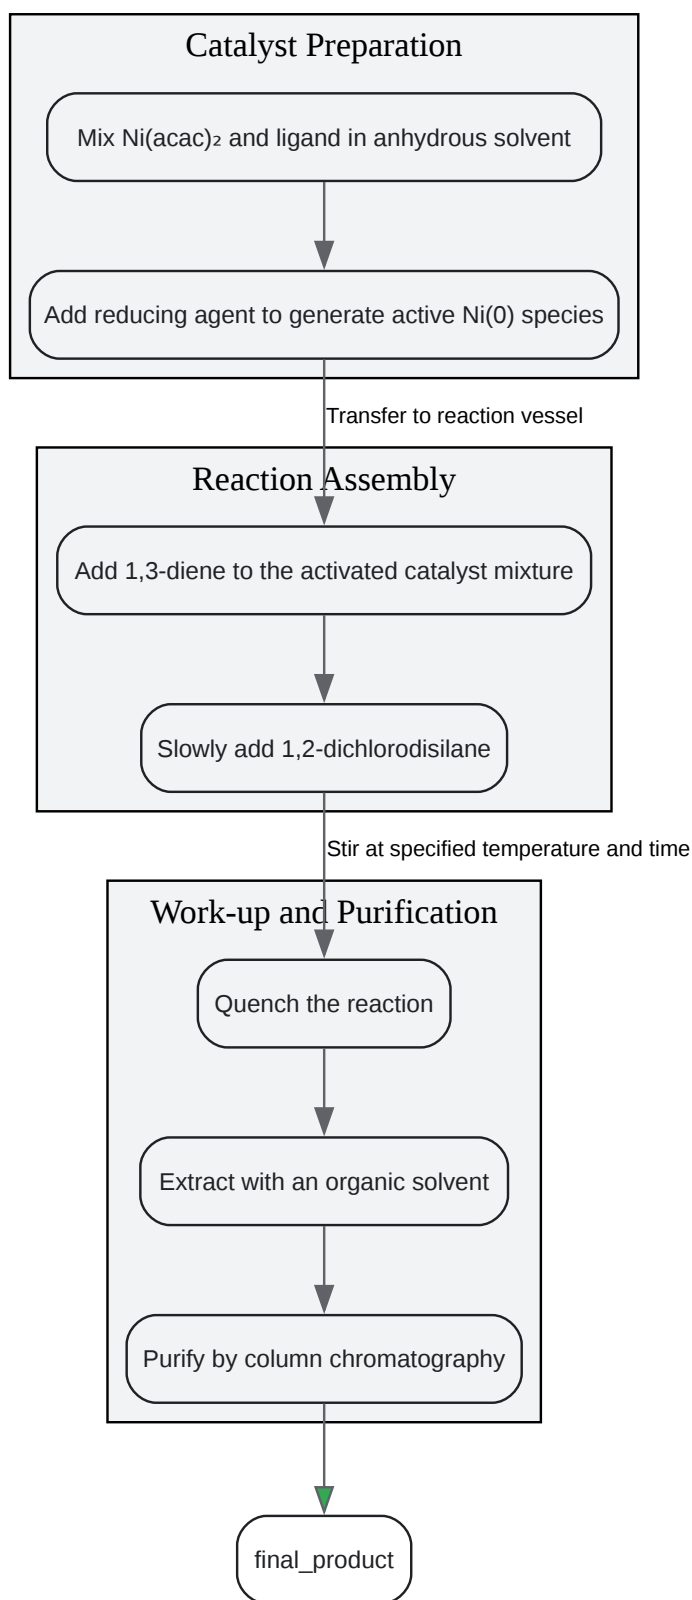 Catalyst Preparation
Mix Ni(acac)₂ and ligand in anhydrous solvent
Add reducing agent to generate active Ni(0) species
Transfer to reaction vessel
Reaction Assembly
Add 1,3-diene to the activated catalyst mixture
Slowly add 1,2-dichlorodisilane
Stir at specified temperature and time
Work-up and Purification
Quench the reaction
Extract with an organic solvent
Purify by column chromatography
final_product